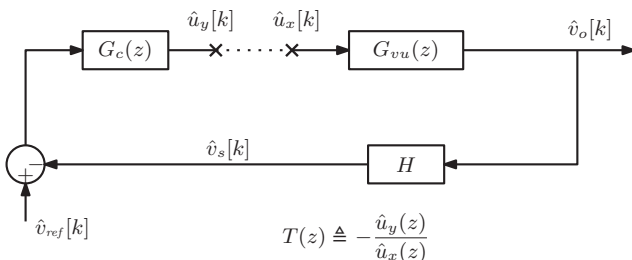 û_y[k] û_x[k] v̂_o[k]
G_c(z) G_vu(z)
v̂_s[k] H
−
+
v̂_ref[k]
T(z) ≜ − û_y(z) / û_x(z)